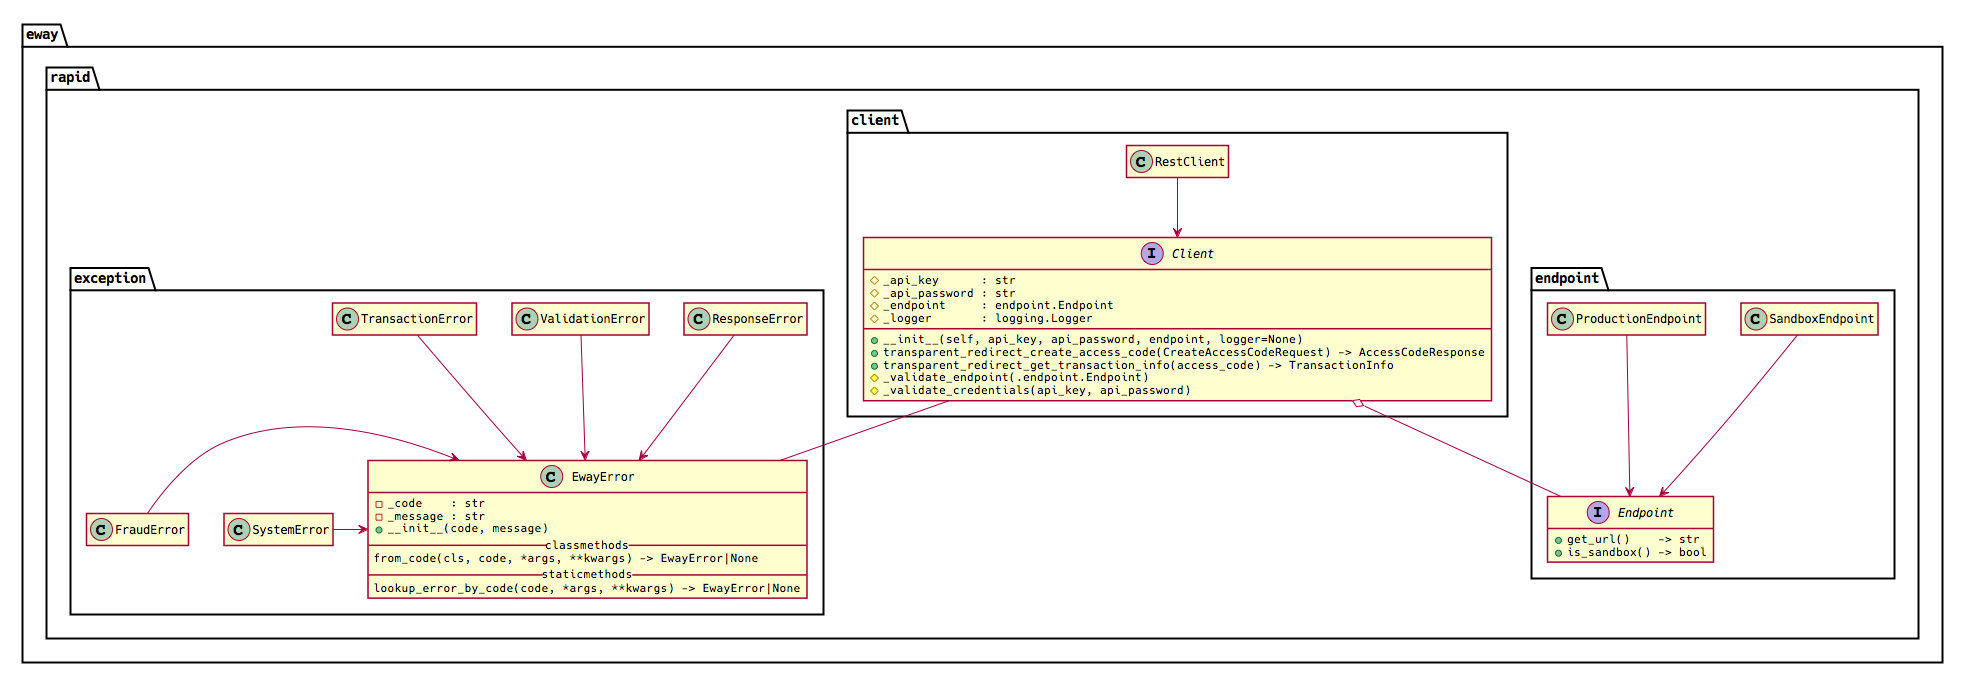 eway
rapid
client
C RestClient
I Client
_api_key : str
_api_password : str
_endpoint : endpoint.Endpoint
_logger : logging.Logger
__init__(self, api_key, api_password, endpoint, logger=None)
transparent_redirect_create_access_code(CreateAccessCodeRequest) -> AccessCodeResponse
transparent_redirect_get_transaction_info(access_code) -> TransactionInfo
_validate_endpoint(.endpoint.Endpoint)
_validate_credentials(api_key, api_password)
exception
C TransactionError
C ValidationError
C ResponseError
C FraudError
C SystemError
C EwayError
_code : str
_message : str
__init__(code, message)
classmethods
from_code(cls, code, *args, **kwargs) -> EwayError|None
staticmethods
lookup_error_by_code(code, *args, **kwargs) -> EwayError|None
endpoint
C ProductionEndpoint
C SandboxEndpoint
I Endpoint
get_url() -> str
is_sandbox() -> bool